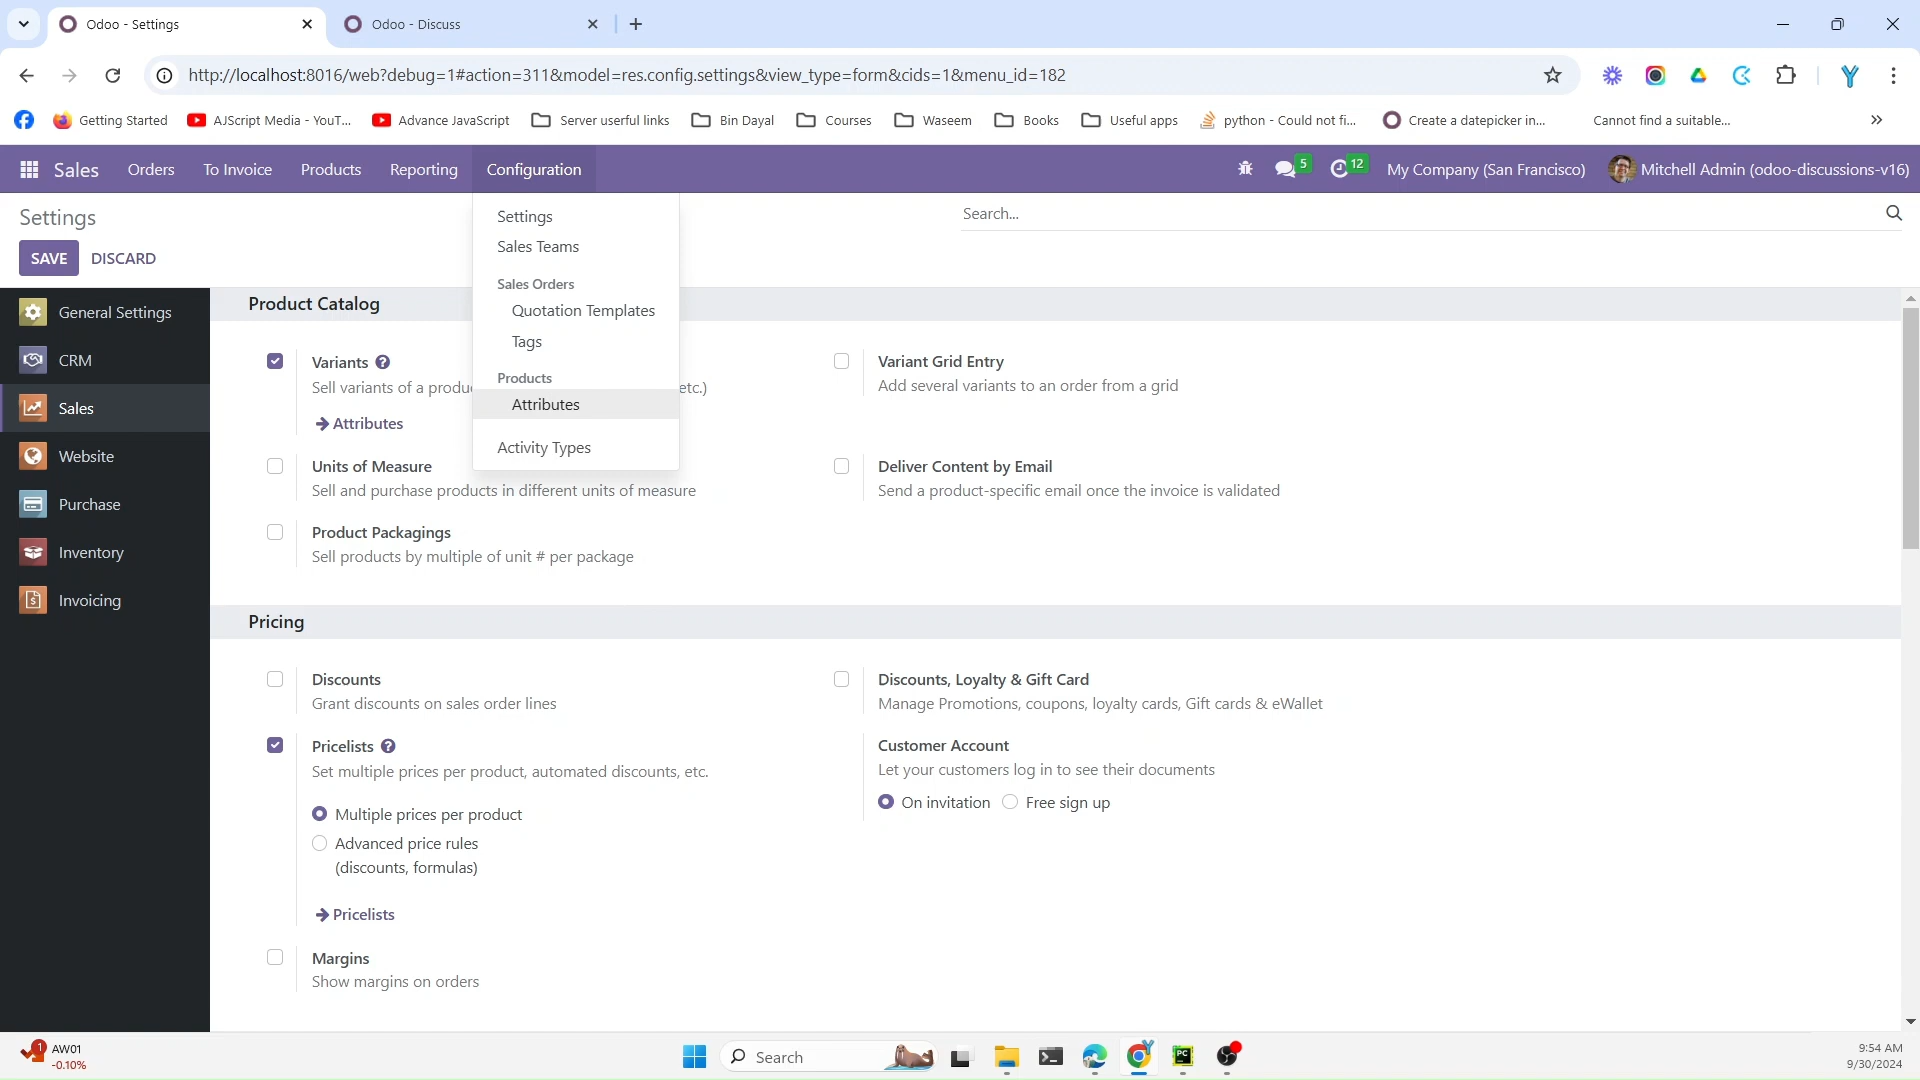 Odoo - Settings
Odoo - Discuss
http://localhost:8016/web?debug=1#action=311&model=res.config.settings&view_type=form&cids=1&menu_id=182
Getting Started
AJScript Media - YouT...
Advance JavaScript
Server userful links
Bin Dayal
Courses
Waseem
Books
Useful apps
python - Could not fi...
Create a datepicker in...
Cannot find a suitable...
Sales
Orders
To Invoice
Products
Reporting
Configuration
5
12
My Company (San Francisco)
Mitchell Admin (odoo-discussions-v16)
Settings
Search...
SAVE
DISCARD
Settings
Sales Teams
Sales Orders
Quotation Templates
Tags
Products
Attributes
Activity Types
General Settings
CRM
Sales
Website
Purchase
Inventory
Invoicing
Product Catalog
Variants
Sell variants of a produ
etc.)
Attributes
Variant Grid Entry
Add several variants to an order from a grid
Units of Measure
Sell and purchase products in different units of measure
Deliver Content by Email
Send a product-specific email once the invoice is validated
Product Packagings
Sell products by multiple of unit # per package
Pricing
Discounts
Grant discounts on sales order lines
Discounts, Loyalty & Gift Card
Manage Promotions, coupons, loyalty cards, Gift cards & eWallet
Pricelists
Set multiple prices per product, automated discounts, etc.
Multiple prices per product
Advanced price rules
(discounts, formulas)
Pricelists
Customer Account
Let your customers log in to see their documents
On invitation
Free sign up
Margins
Show margins on orders
1
AW01
-0.10%
Search
PC
9:54 AM
9/30/2024